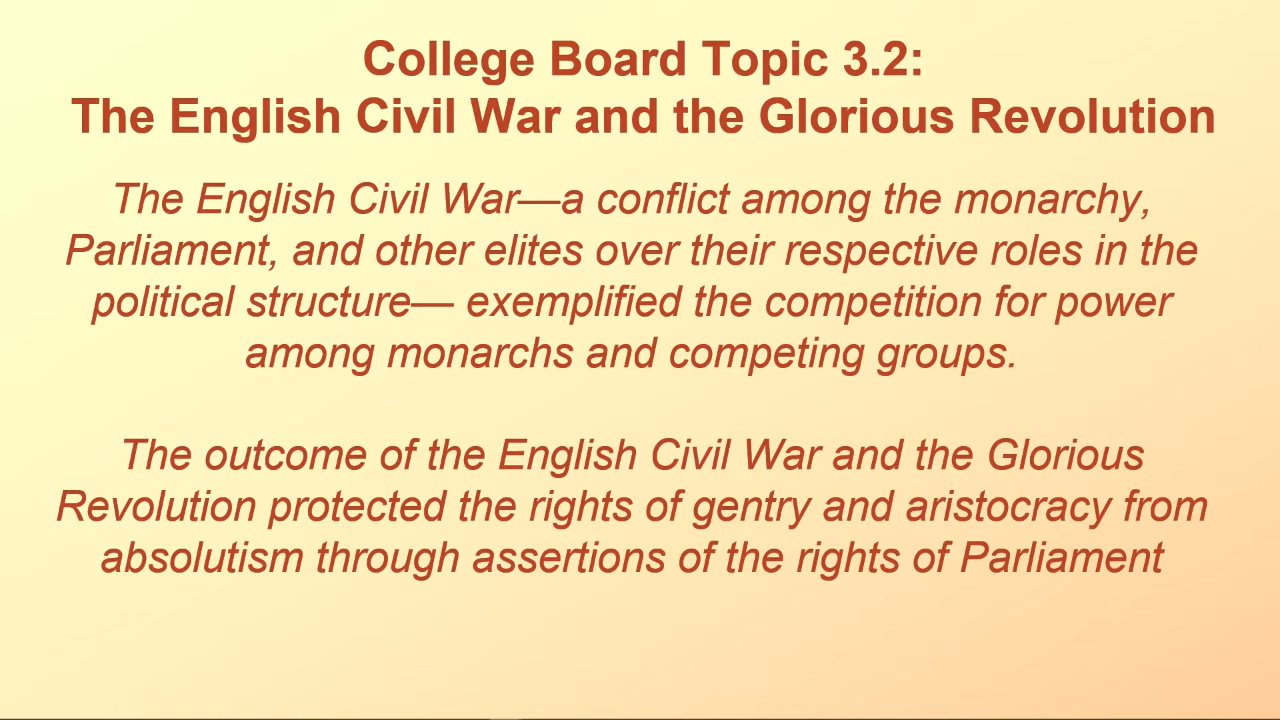 College Board Topic 3.2:
The English Civil War and the Glorious Revolution
The English Civil War—a conflict among the monarchy,
Parliament, and other elites over their respective roles in the
political structure— exemplified the competition for power
among monarchs and competing groups.
The outcome of the English Civil War and the Glorious
Revolution protected the rights of gentry and aristocracy from
absolutism through assertions of the rights of Parliament